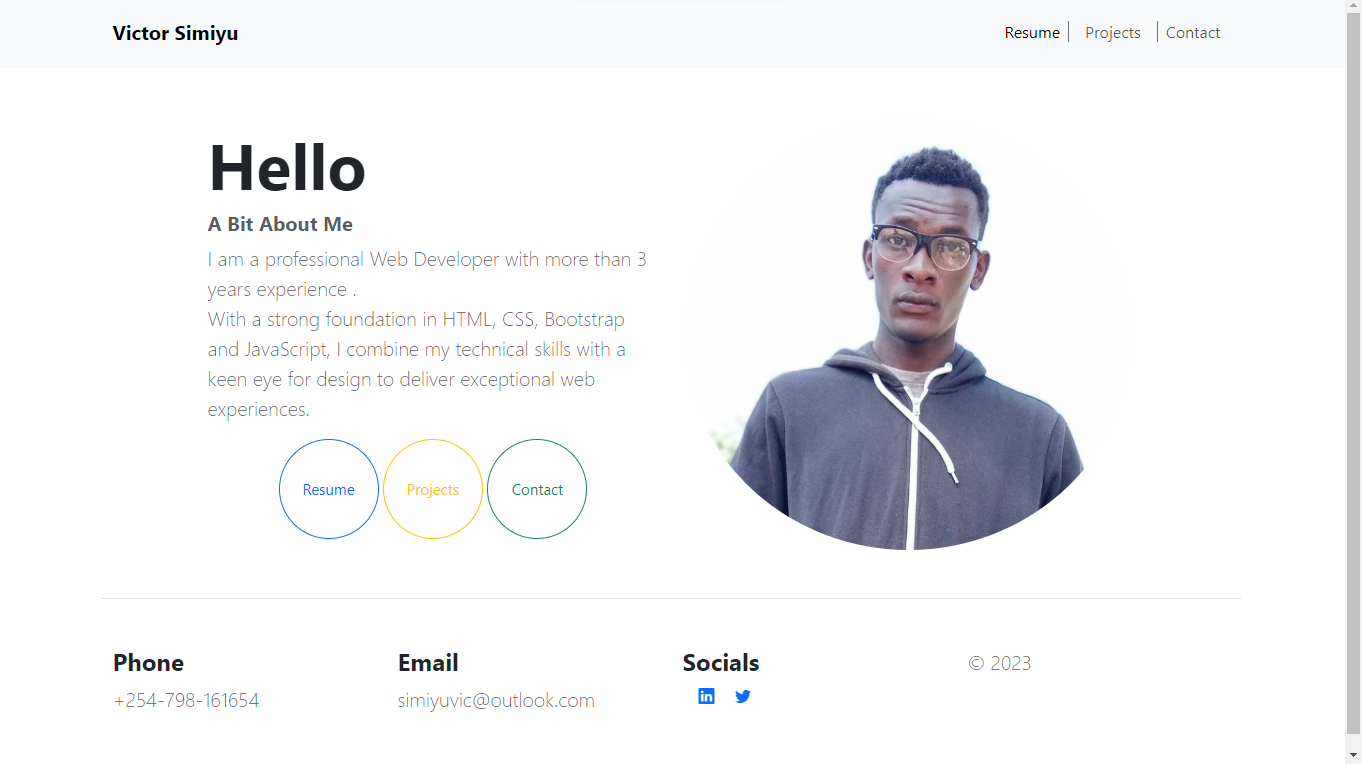 Victor Simiyu
Resume
Projects
Contact
Hello
A Bit About Me
I am a professional Web Developer with more than 3
years experience .
With a strong foundation in HTML, CSS, Bootstrap
and JavaScript, I combine my technical skills with a
keen eye for design to deliver exceptional web
experiences.
Resume
Projects
Contact
Phone
+254-798-161654
Email
simiyuvic@outlook.com
Socials
in
© 2023